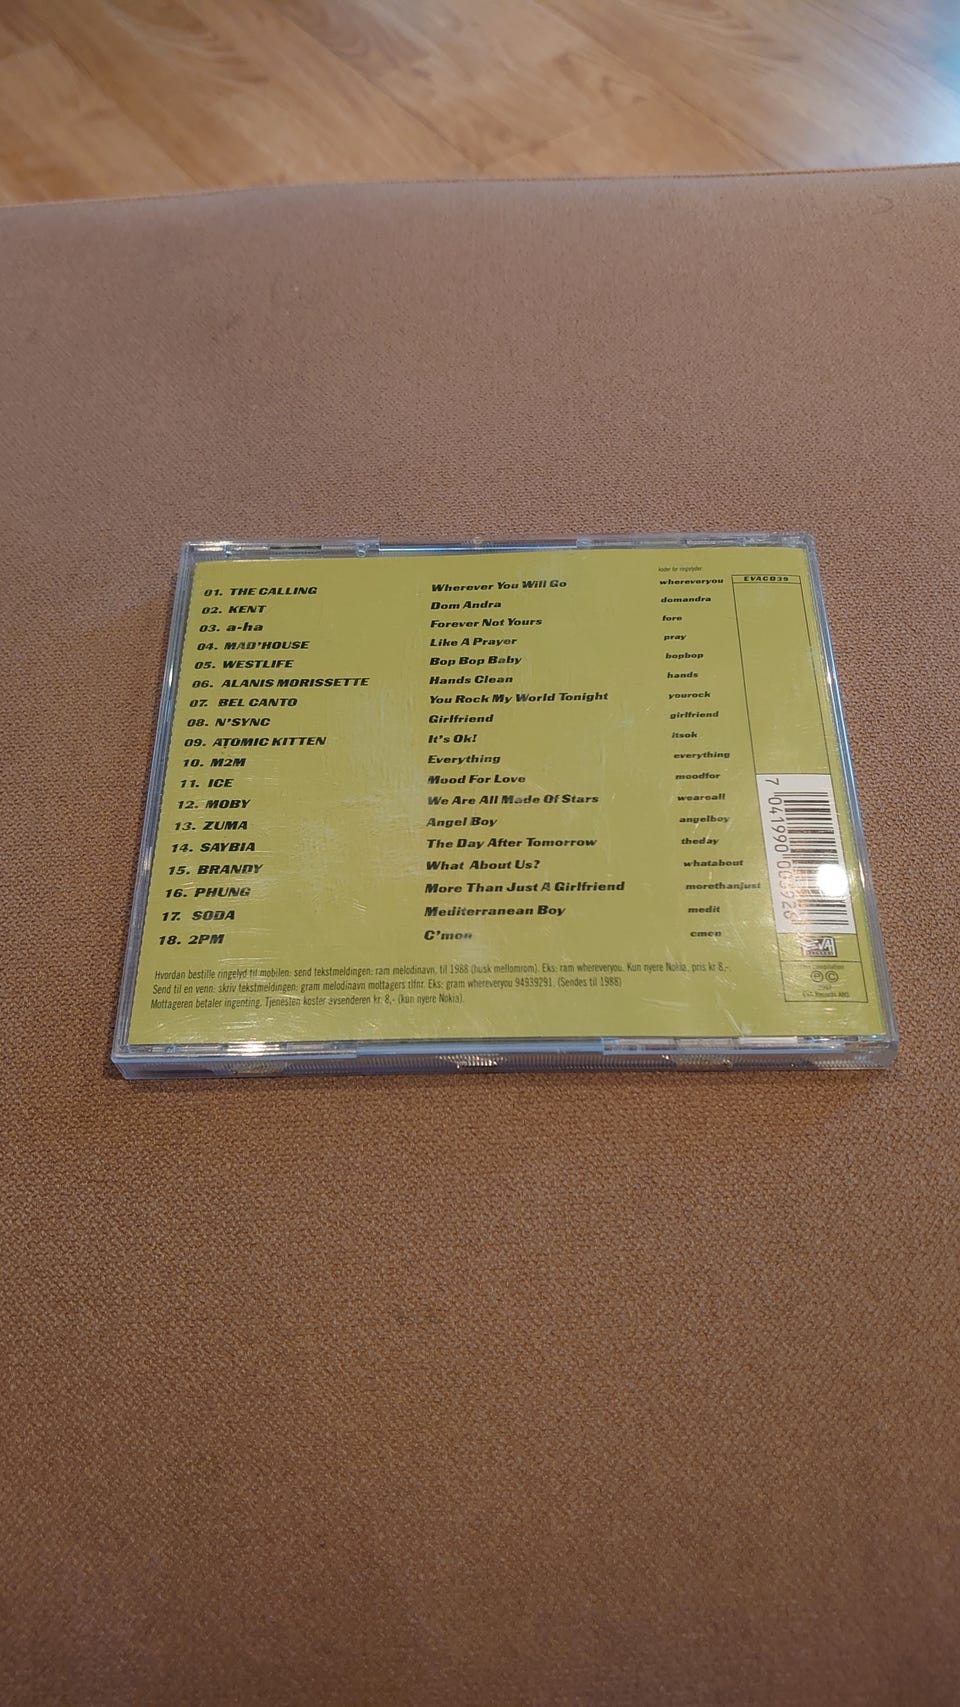 koder for ringelyder:
EVACD39
01. THE CALLING Wherever You Will Go whereveryou
02. KENT Dom Andra domandra
03. a-ha Forever Not Yours fore
04. MAD'HOUSE Like A Prayer pray
05. WESTLIFE Bop Bop Baby bopbop
06. ALANIS MORISSETTE Hands Clean hands
07. BEL CANTO You Rock My World Tonight yourock
08. N'SYNC Girlfriend girlfriend
09. ATOMIC KITTEN It's Ok! itsok
10. M2M Everything everything
11. ICE Mood For Love moodfor
12. MOBY We Are All Made Of Stars weareall
13. ZUMA Angel Boy angelboy
14. SAYBIA The Day After Tomorrow theday
15. BRANDY What About Us? whatabout
16. PHUNG More Than Just A Girlfriend morethanjust
17. SODA Mediterranean Boy medit
18. 2PM C'mon cmon
Hvordan bestille ringelyd til mobilen: send tekstmeldingen: ram melodinavn, til 1988 (husk mellomrom). Eks: ram whereveryou. Kun nyere Nokia, pris kr 8,-.
Send til en venn: skriv tekstmeldingen: gram melodinavn mottagers tlfnr. Eks: gram whereveryou 94939291. (Sendes til 1988)
Mottageren betaler ingenting. Tjenesten koster avsenderen kr. 8,- (kun nyere Nokia).
7 041990 003926
EVA
compilation
℗ ©
EVA Records ANS